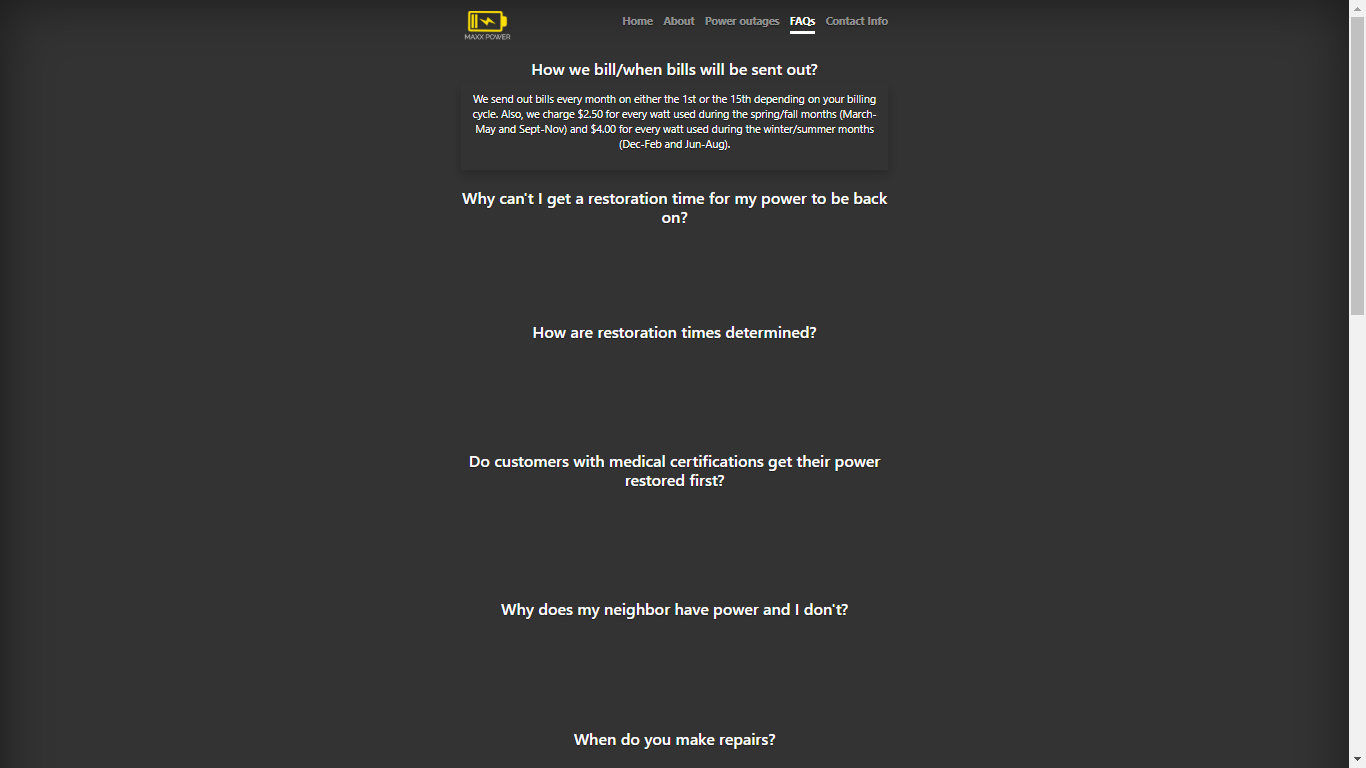 MAXX POWER
Home About Power outages FAQs Contact Info
How we bill/when bills will be sent out?
We send out bills every month on either the 1st or the 15th depending on your billing
cycle. Also, we charge $2.50 for every watt used during the spring/fall months (March-
May and Sept-Nov) and $4.00 for every watt used during the winter/summer months
(Dec-Feb and Jun-Aug).
Why can't I get a restoration time for my power to be back
on?
How are restoration times determined?
Do customers with medical certifications get their power
restored first?
Why does my neighbor have power and I don't?
When do you make repairs?